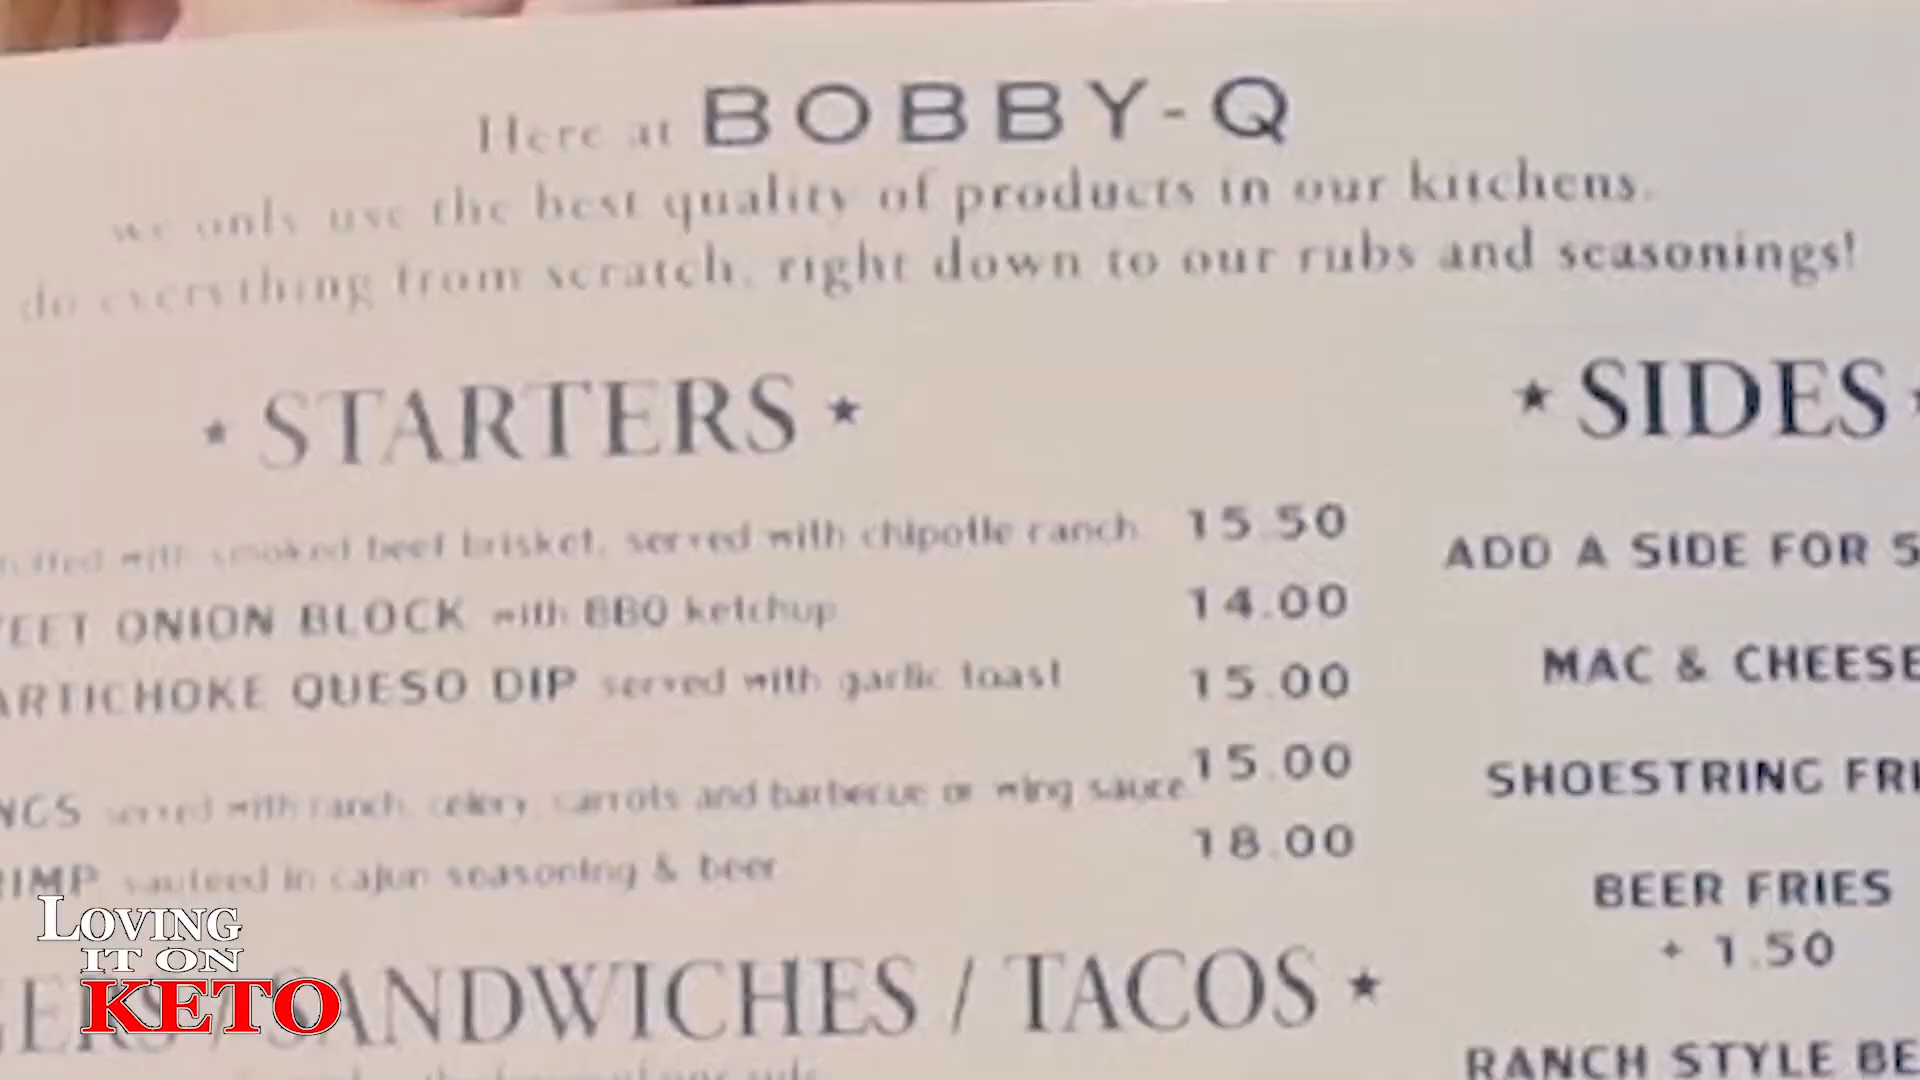 Here at BOBBY-Q
we only use the best quality of products in our kitchens.
do everything from scratch, right down to our rubs and seasonings!
★ STARTERS ★
with smoked beef brisket, served with chipotle ranch 15.50
ONION BLOCK with BBQ ketchup 14.00
ARTICHOKE QUESO DIP served with garlic toast 15.00
served with ranch, celery, carrots and barbecue or wing sauce 15.00
sauteed in cajun seasoning & beer 18.00
SANDWICHES / TACOS ★
★ SIDES
ADD A SIDE FOR
MAC & CHEESE
SHOESTRING
BEER FRIES
+ 1.50
RANCH STYLE
LOVING
IT ON
KETO